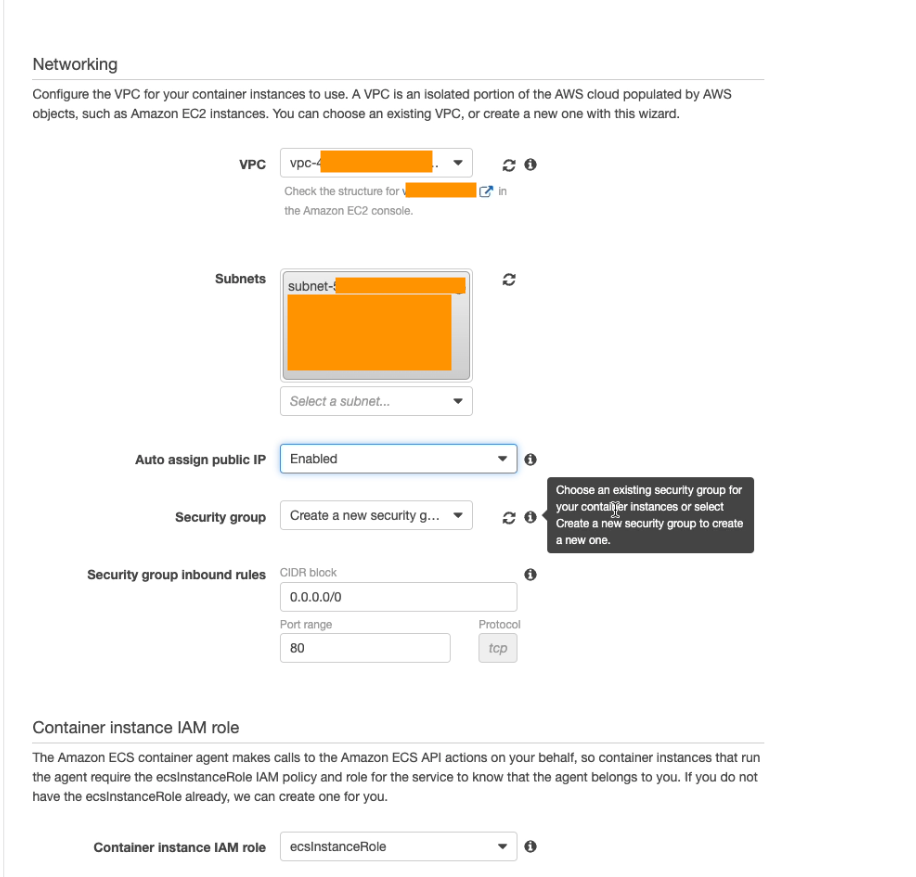 Networking
Configure the VPC for your container instances to use. A VPC is an isolated portion of the AWS cloud populated by AWS
objects, such as Amazon EC2 instances. You can choose an existing VPC, or create a new one with this wizard.
VPC
vpc-4 ..
Check the structure for v in
the Amazon EC2 console.
Subnets
subnet-5
Select a subnet...
Auto assign public IP
Enabled
Choose an existing security group for
your container instances or select
Create a new security group to create
a new one.
Security group
Create a new security g...
Security group inbound rules
CIDR block
0.0.0.0/0
Port range
Protocol
80
tcp
Container instance IAM role
The Amazon ECS container agent makes calls to the Amazon ECS API actions on your behalf, so container instances that run
the agent require the ecsInstanceRole IAM policy and role for the service to know that the agent belongs to you. If you do not
have the ecsInstanceRole already, we can create one for you.
Container instance IAM role
ecsInstanceRole